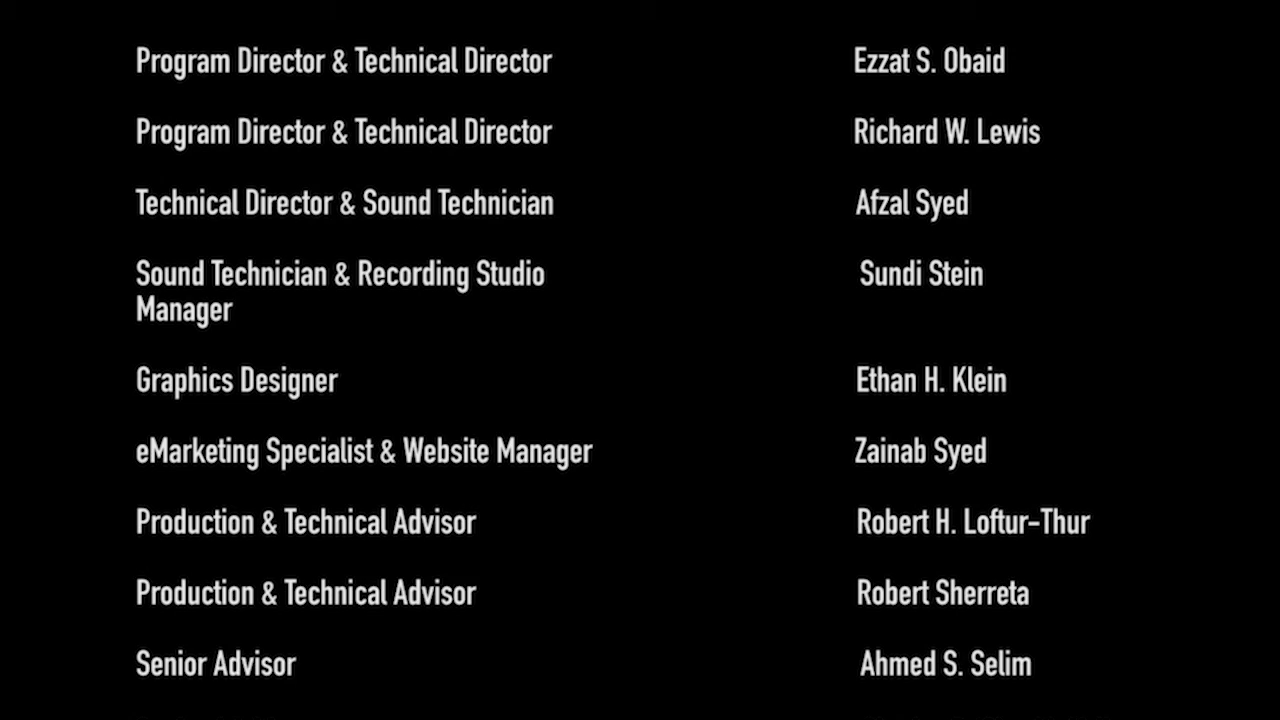 Program Director & Technical Director Ezzat S. Obaid
Program Director & Technical Director Richard W. Lewis
Technical Director & Sound Technician Afzal Syed
Sound Technician & Recording Studio Sundi Stein
Manager
Graphics Designer Ethan H. Klein
eMarketing Specialist & Website Manager Zainab Syed
Production & Technical Advisor Robert H. Loftur-Thur
Production & Technical Advisor Robert Sherreta
Senior Advisor Ahmed S. Selim